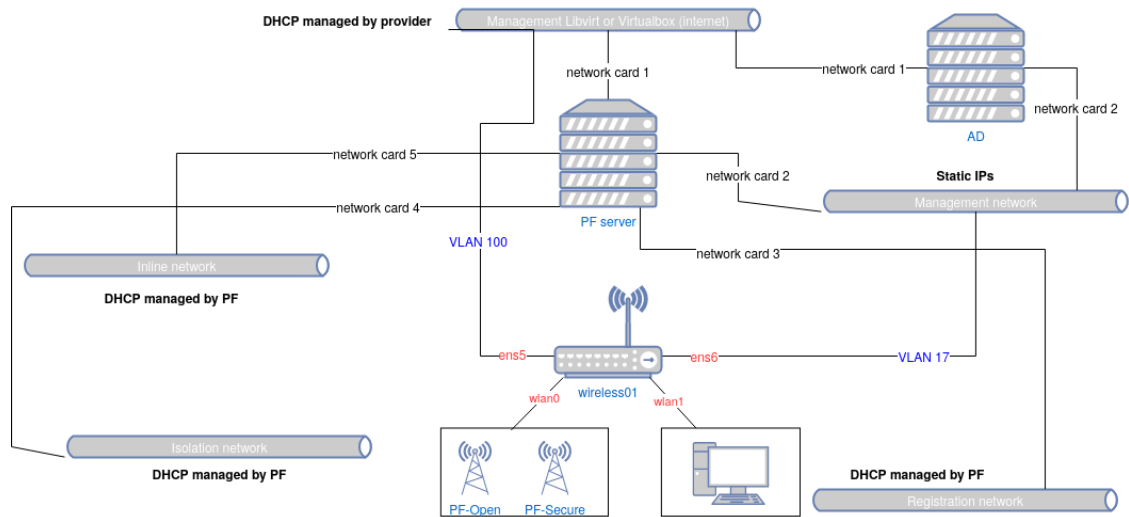 DHCP managed by provider
Management Libvirt or Virtualbox (internet)
network card 1
network card 1
network card 2
AD
network card 5
network card 2
Static IPs
network card 4
Management network
PF server
VLAN 100
network card 3
Inline network
DHCP managed by PF
ens5
ens6
VLAN 17
wireless01
wlan0
wlan1
Isolation network
DHCP managed by PF
DHCP managed by PF
PF-Open
PF-Secure
Registration network